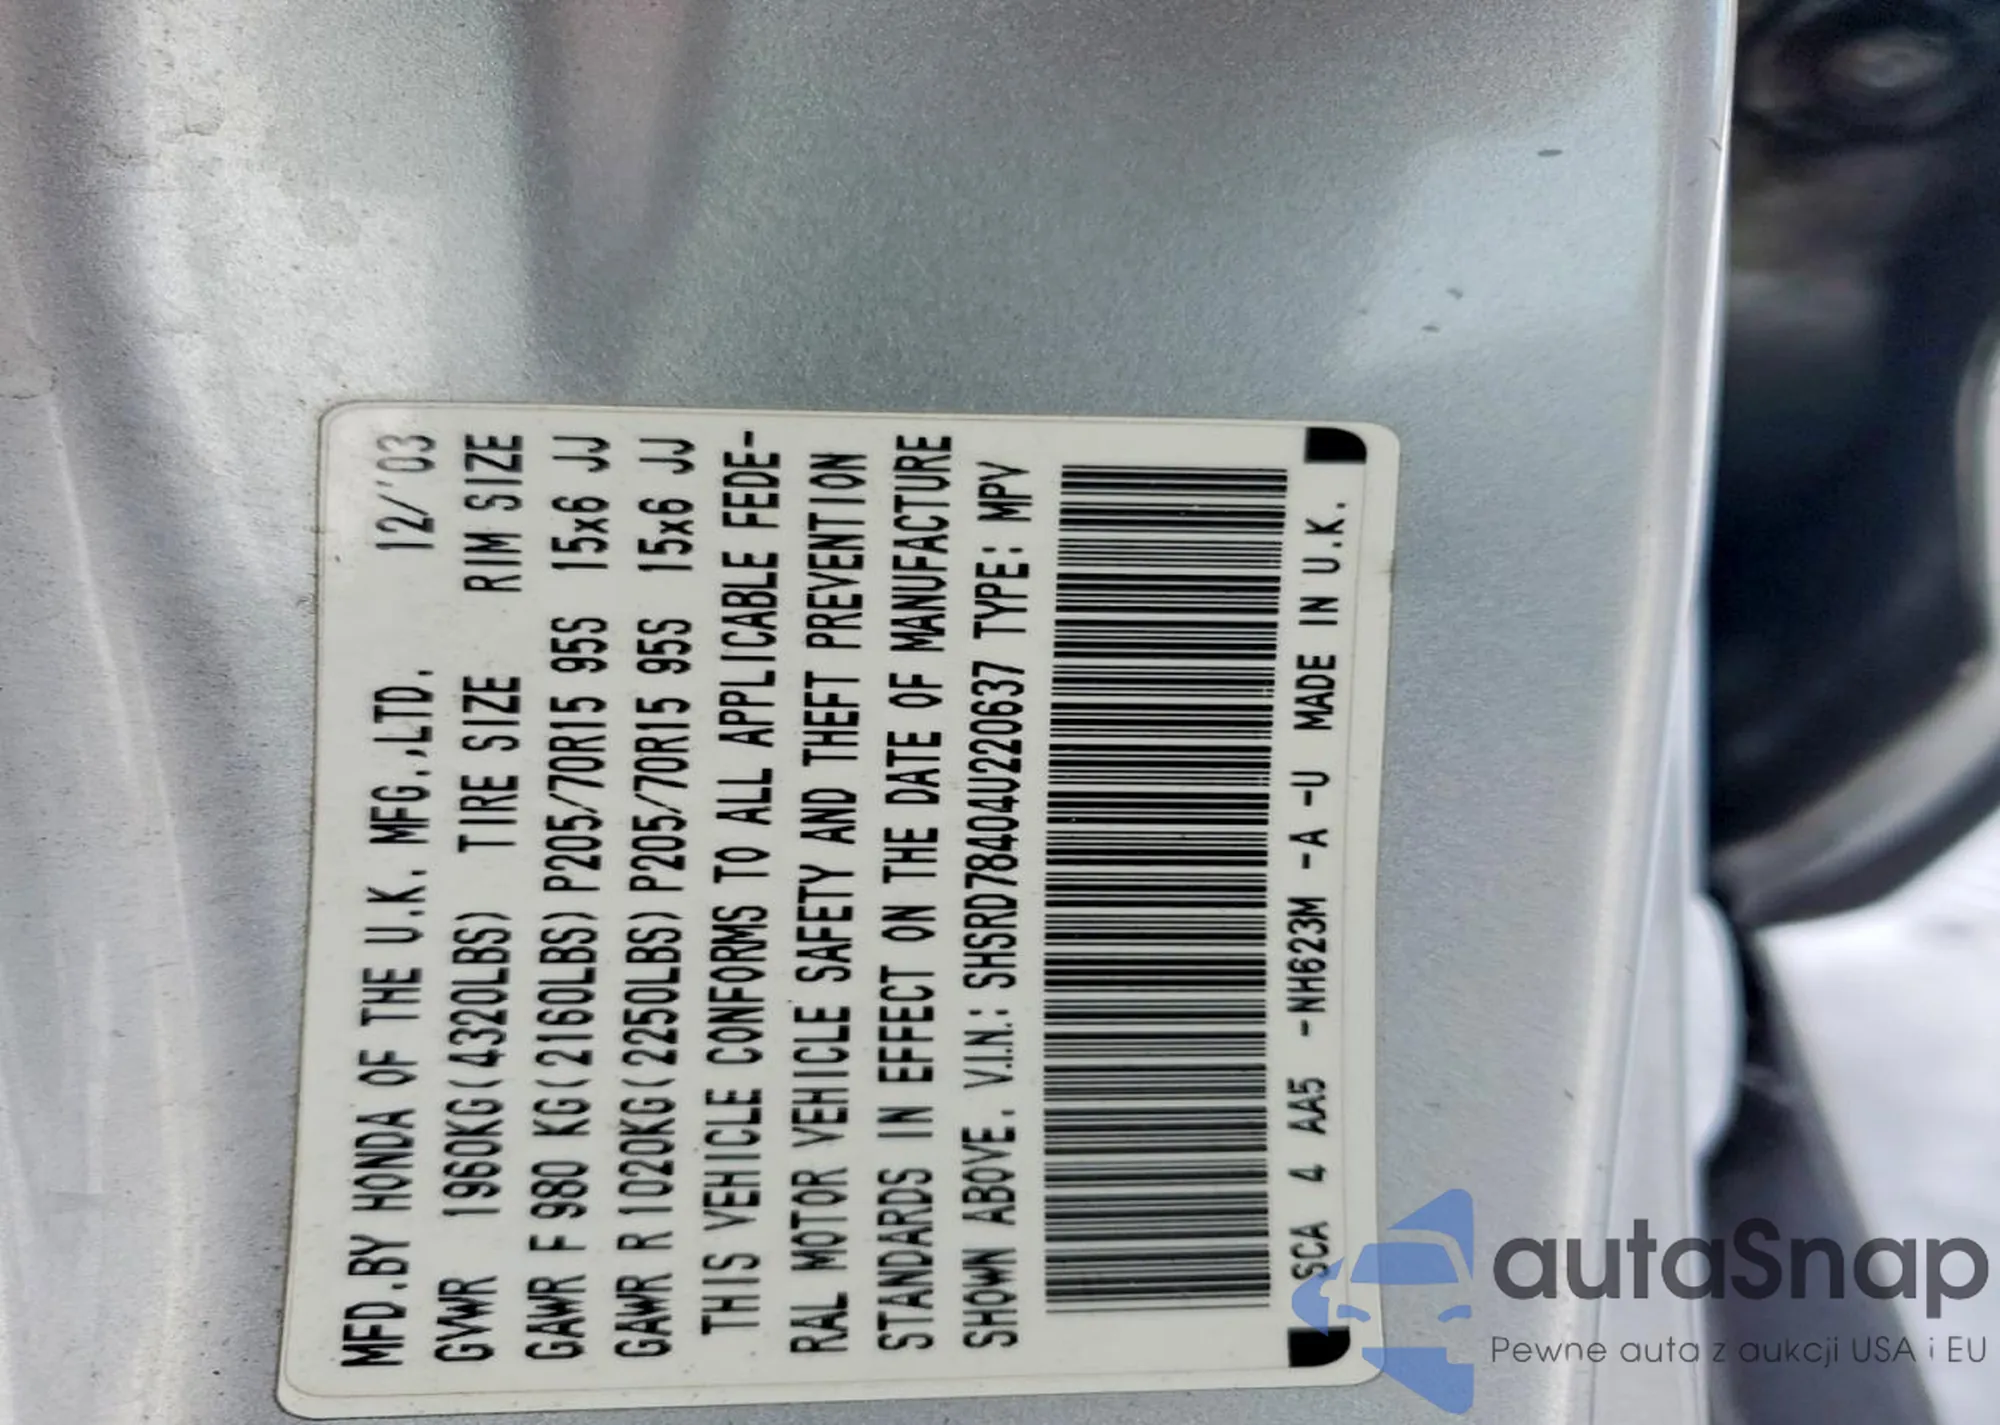 MFD.BY HONDA OF THE U.K. MFG.,LTD. 12/'03
GVWR 1960KG(4320LBS) TIRE SIZE RIM SIZE
GAWR F 980 KG(2160LBS) P205/70R15 95S 15x6 JJ
GAWR R 1020KG(2250LBS) P205/70R15 95S 15x6 JJ
THIS VEHICLE CONFORMS TO ALL APPLICABLE FEDE-
RAL MOTOR VEHICLE SAFETY AND THEFT PREVENTION
STANDARDS IN EFFECT ON THE DATE OF MANUFACTURE
SHOWN ABOVE. V.I.N.: SHSRD78404U220637 TYPE: MPV
SCA 4 AA5 -NH623M -A -U MADE IN U.K.
autaSnap
Pewne auta z aukcji USA i EU